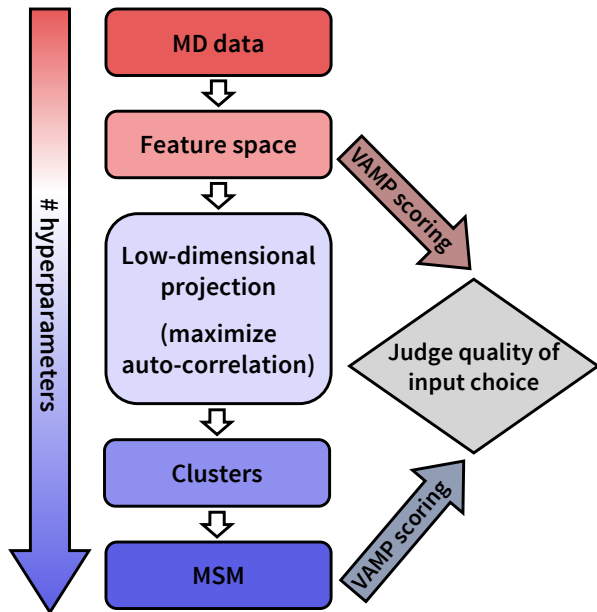 MD data
Feature space
VAMP scoring
# hyperparameters
Low-dimensional
projection
(maximize
auto-correlation)
Judge quality of
input choice
Clusters
VAMP scoring
MSM